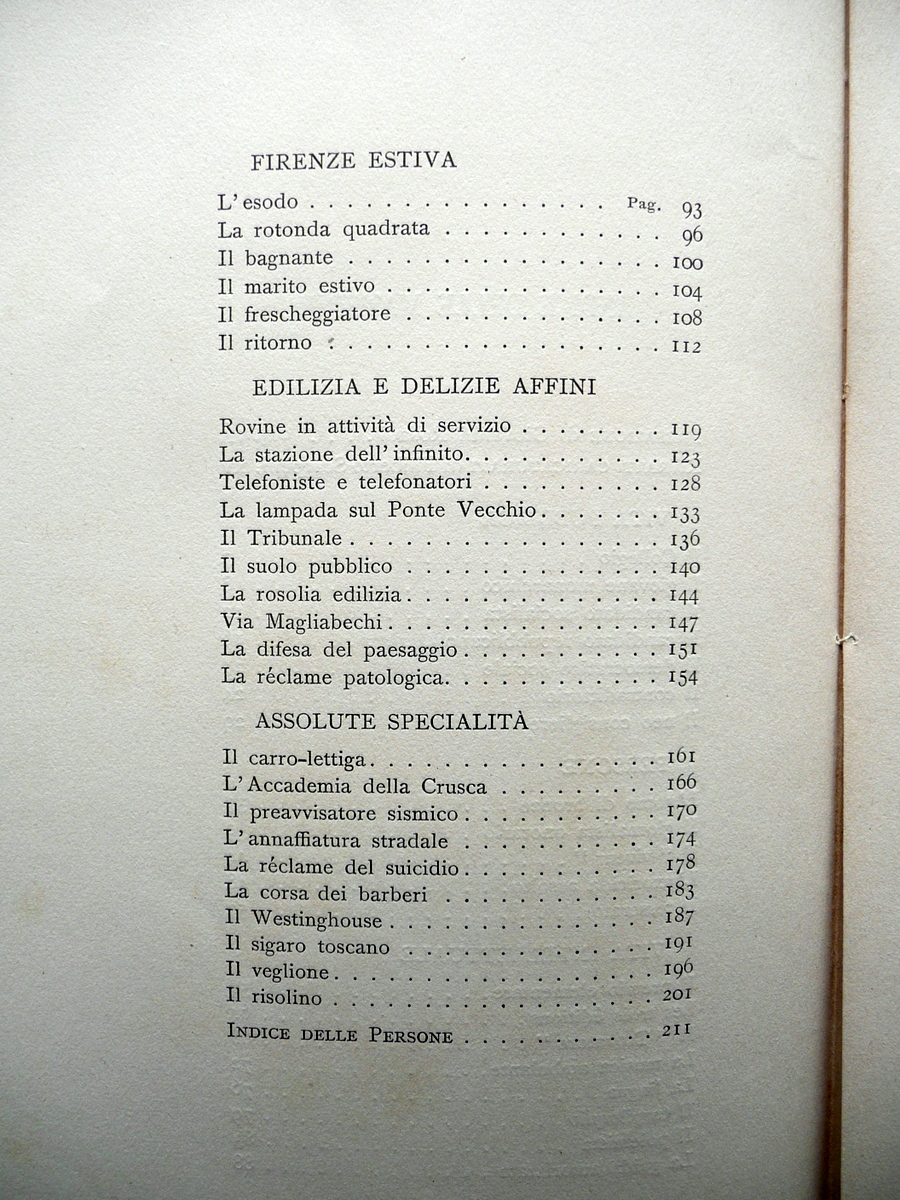 FIRENZE ESTIVA
L' esodo . . . . . . . . . . . . . . . . Pag. 93
La rotonda quadrata . . . . . . . . . . . . 96
Il bagnante . . . . . . . . . . . . . . . . . 100
Il marito estivo . . . . . . . . . . . . . . . 104
Il frescheggiatore . . . . . . . . . . . . . . 108
Il ritorno . . . . . . . . . . . . . . . . . . 112
EDILIZIA E DELIZIE AFFINI
Rovine in attività di servizio . . . . . . . . 119
La stazione dell' infinito. . . . . . . . . . . 123
Telefoniste e telefonatori . . . . . . . . . . 128
La lampada sul Ponte Vecchio. . . . . . . 133
Il Tribunale . . . . . . . . . . . . . . . . . 136
Il suolo pubblico . . . . . . . . . . . . . . 140
La rosolia edilizia. . . . . . . . . . . . . . 144
Via Magliabechi. . . . . . . . . . . . . . . 147
La difesa del paesaggio. . . . . . . . . . . 151
La réclame patologica. . . . . . . . . . . . 154
ASSOLUTE SPECIALITÀ
Il carro-lettiga. . . . . . . . . . . . . . . . 161
L' Accademia della Crusca . . . . . . . . . 166
Il preavvisatore sismico. . . . . . . . . . . 170
L' annaffiatura stradale . . . . . . . . . . . 174
La réclame del suicidio. . . . . . . . . . . 178
La corsa dei barberi . . . . . . . . . . . . 183
Il Westinghouse . . . . . . . . . . . . . . . 187
Il sigaro toscano . . . . . . . . . . . . . . 191
Il veglione. . . . . . . . . . . . . . . . . . 196
Il risolino . . . . . . . . . . . . . . . . . . 201
INDICE DELLE PERSONE . . . . . . . . . . . 211